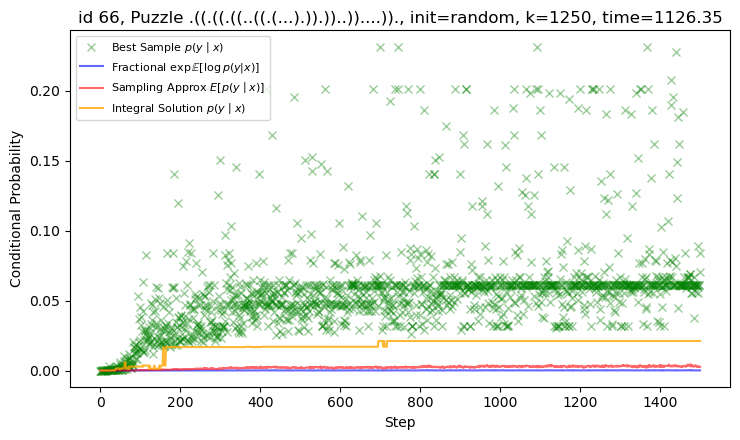 id 66, Puzzle .((.((.((..((.(...).)).))..))....))., init=random, k=1250, time=1126.35
Best Sample p(y | x)
Fractional exp𝔼[log p(y|x)]
Sampling Approx E[p(y | x)]
Integral Solution p(y | x)
Conditional Probability
0.20
0.15
0.10
0.05
0.00
0 200 400 600 800 1000 1200 1400
Step